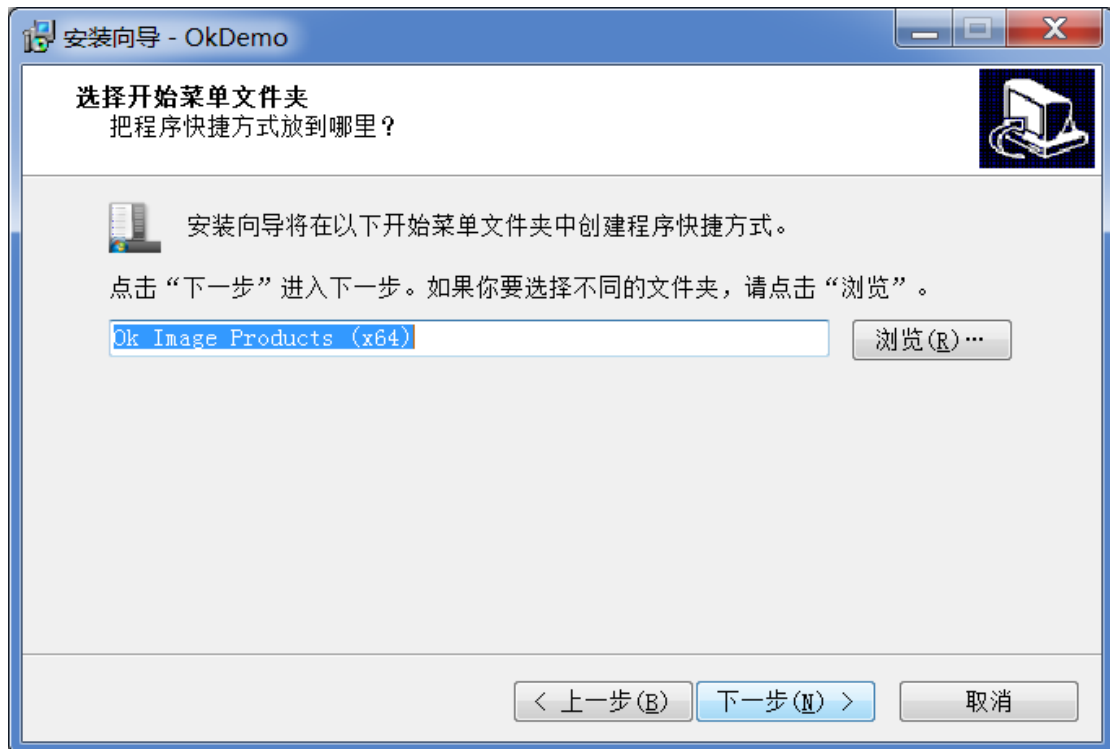 安装向导 - OkDemo
选择开始菜单文件夹
把程序快捷方式放到哪里？
安装向导将在以下开始菜单文件夹中创建程序快捷方式。
点击“下一步”进入下一步。如果你要选择不同的文件夹，请点击“浏览”。
Ok Image Products (x64)
浏览(R)…
< 上一步(B)
下一步(N) >
取消